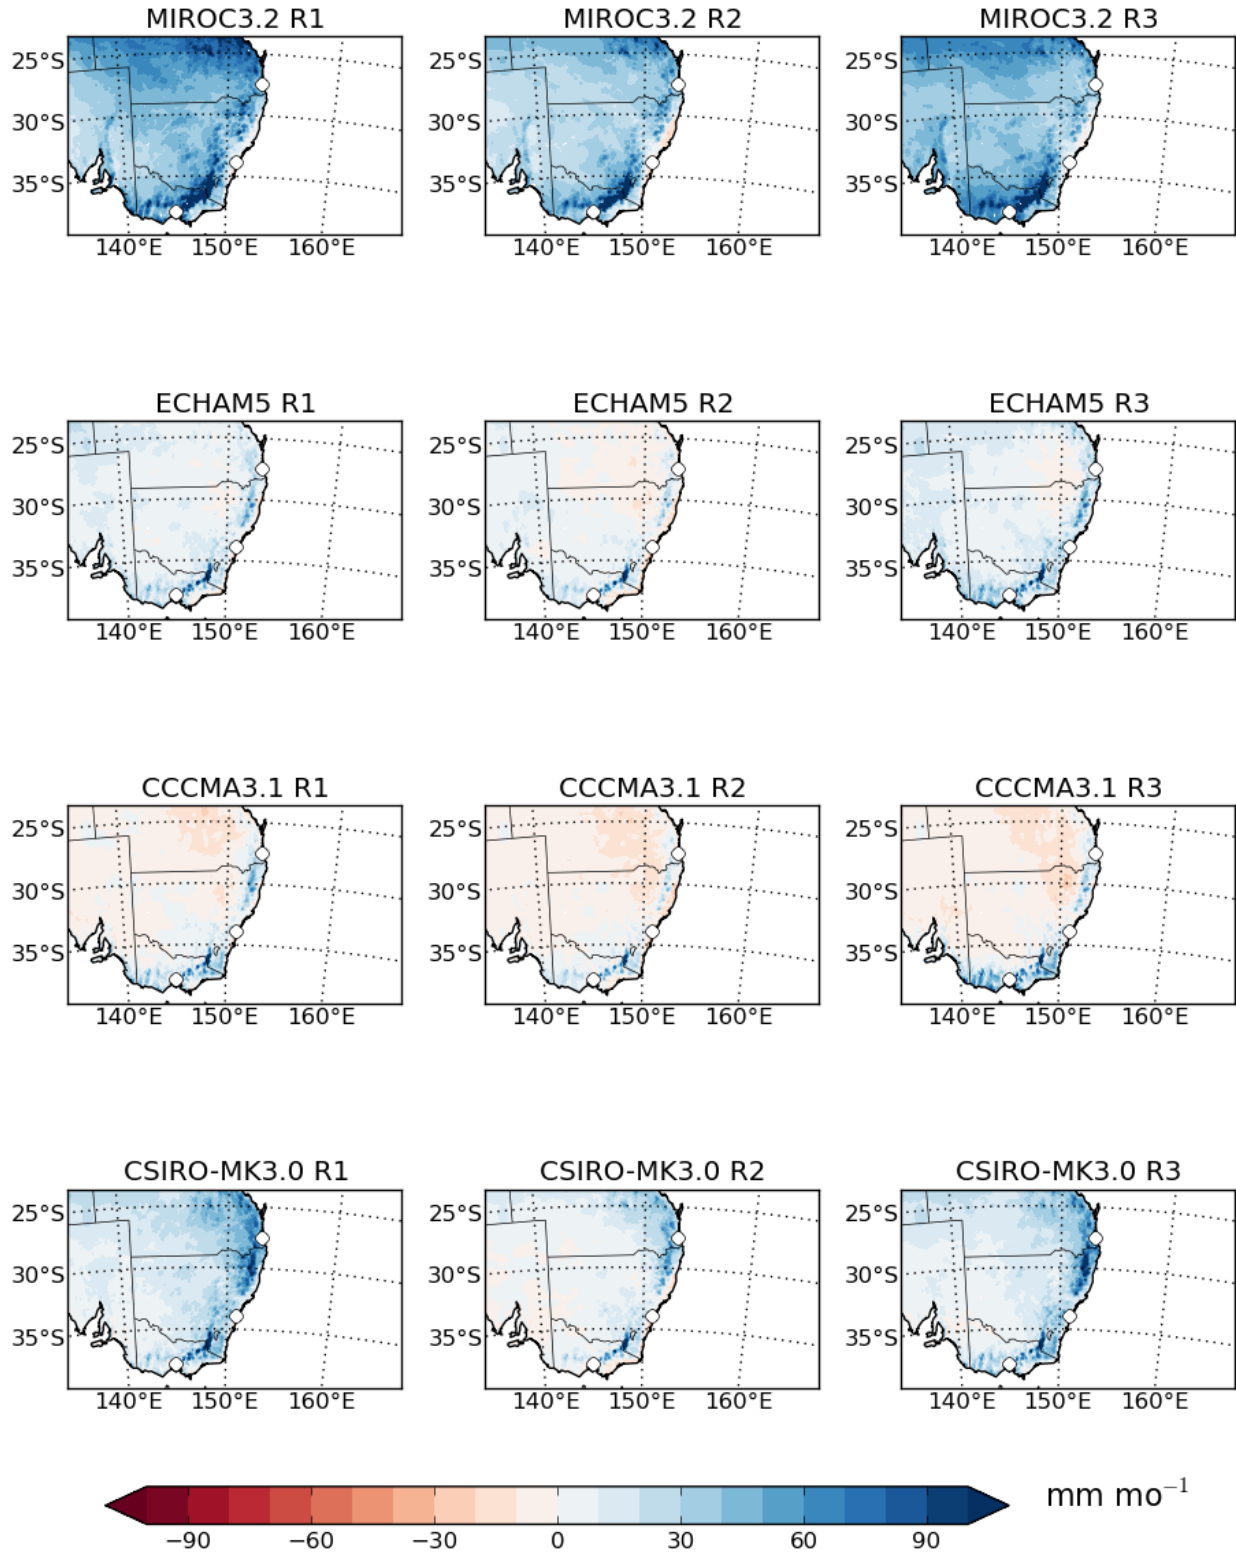 MIROC3.2 R1 MIROC3.2 R2 MIROC3.2 R3
25°S 25°S 25°S
30°S 30°S 30°S
35°S 35°S 35°S
140°E 150°E 160°E 140°E 150°E 160°E 140°E 150°E 160°E
ECHAM5 R1 ECHAM5 R2 ECHAM5 R3
25°S 25°S 25°S
30°S 30°S 30°S
35°S 35°S 35°S
140°E 150°E 160°E 140°E 150°E 160°E 140°E 150°E 160°E
CCCMA3.1 R1 CCCMA3.1 R2 CCCMA3.1 R3
25°S 25°S 25°S
30°S 30°S 30°S
35°S 35°S 35°S
140°E 150°E 160°E 140°E 150°E 160°E 140°E 150°E 160°E
CSIRO-MK3.0 R1 CSIRO-MK3.0 R2 CSIRO-MK3.0 R3
25°S 25°S 25°S
30°S 30°S 30°S
35°S 35°S 35°S
140°E 150°E 160°E 140°E 150°E 160°E 140°E 150°E 160°E
mm mo⁻¹
−90 −60 −30 0 30 60 90